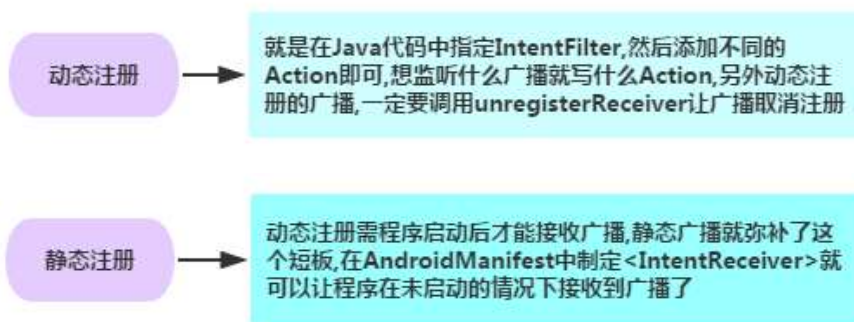 动态注册
就是在Java代码中指定IntentFilter,然后添加不同的
Action即可,想监听什么广播就写什么Action,另外动态注
册的广播,一定要调用unregisterReceiver让广播取消注册
静态注册
动态注册需程序启动后才能接收广播,静态广播就弥补了这
个短板,在AndroidManifest中制定<IntentReceiver>就
可以让程序在未启动的情况下接收到广播了